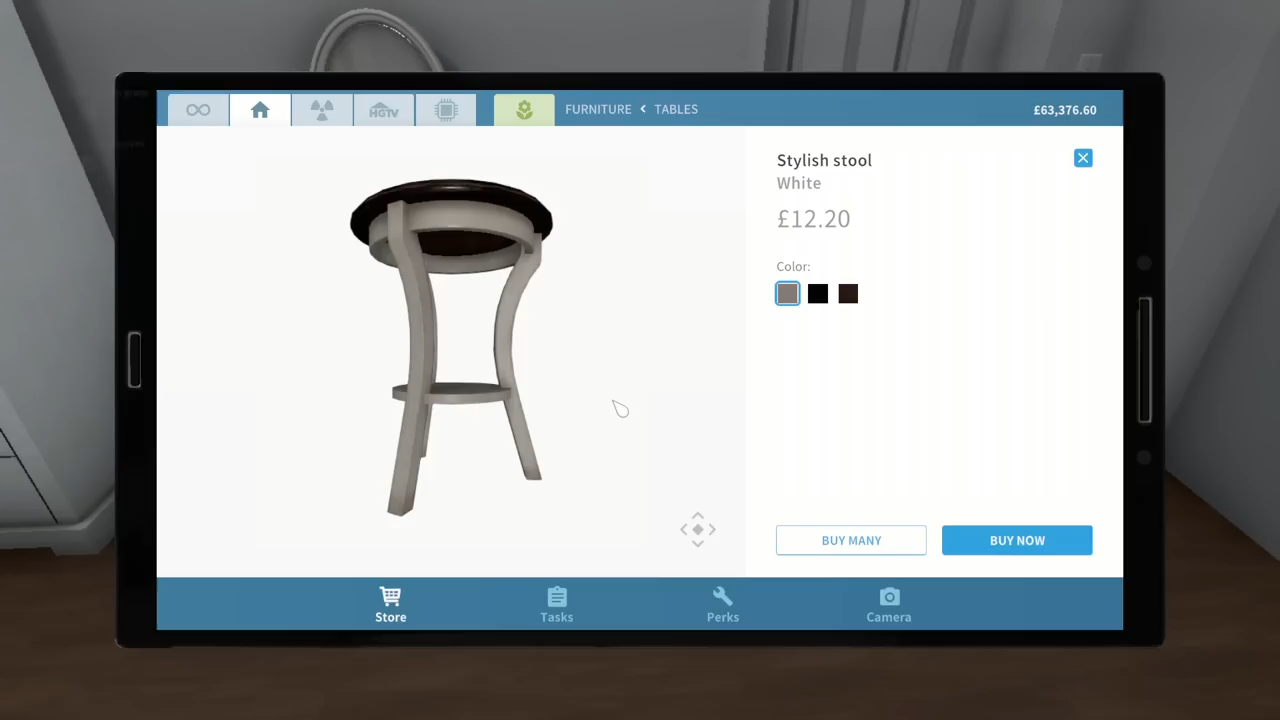 HGTV
FURNITURE < TABLES
£63,376.60
Stylish stool
White
£12.20
Color:
BUY MANY
BUY NOW
Store
Tasks
Perks
Camera